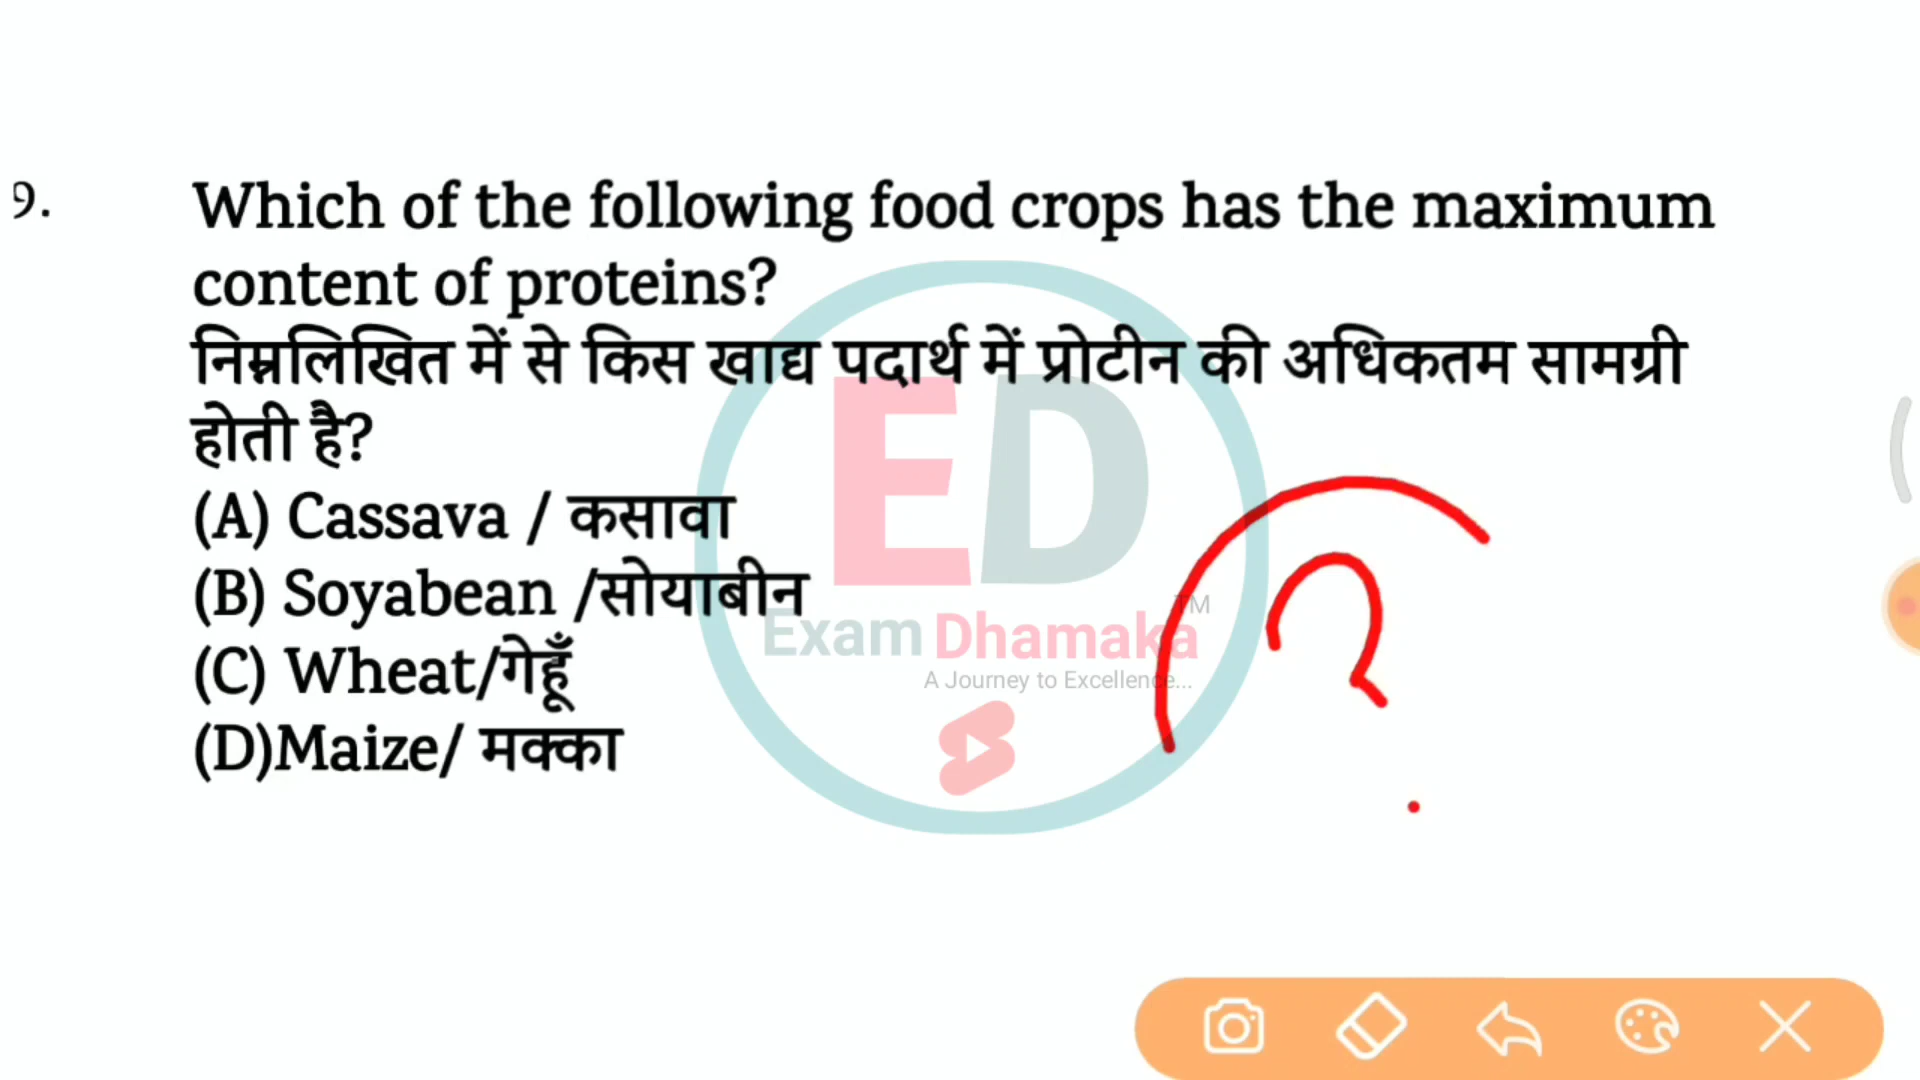 9. Which of the following food crops has the maximum
content of proteins?
निम्नलिखित में से किस खाद्य पदार्थ में प्रोटीन की अधिकतम सामग्री
होती है?
(A) Cassava / कसावा
(B) Soyabean /सोयाबीन
(C) Wheat/गेहूँ
(D)Maize/ मक्का
ED
TM
Exam Dhamaka
A Journey to Excellence...